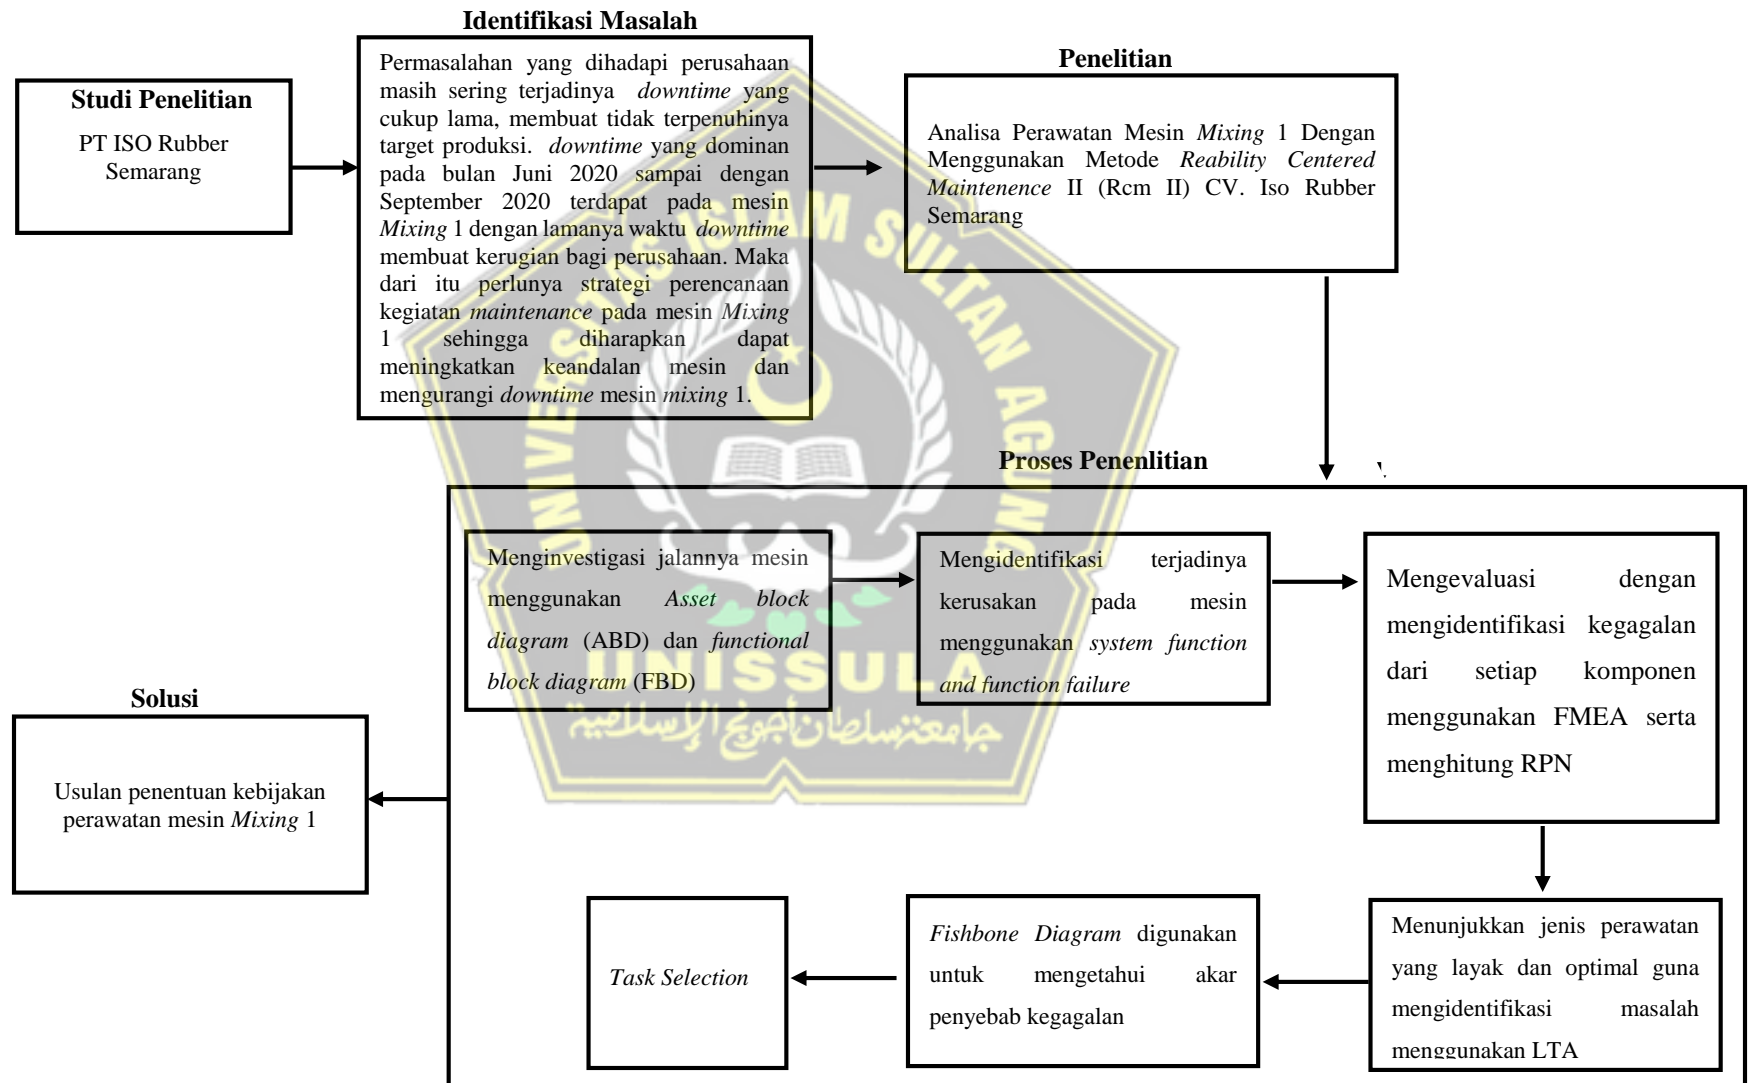 Studi Penelitian
PT ISO Rubber
Semarang
Identifikasi Masalah
Permasalahan yang dihadapi perusahaan
masih sering terjadinya downtime yang
cukup lama, membuat tidak terpenuhinya
target produksi. downtime yang dominan
pada bulan Juni 2020 sampai dengan
September 2020 terdapat pada mesin
Mixing 1 dengan lamanya waktu downtime
membuat kerugian bagi perusahaan. Maka
dari itu perlunya strategi perencanaan
kegiatan maintenance pada mesin Mixing
1 sehingga diharapkan dapat
meningkatkan keandalan mesin dan
mengurangi downtime mesin mixing 1.
Penelitian
Analisa Perawatan Mesin Mixing 1 Dengan
Menggunakan Metode Reability Centered
Maintenence II (Rcm II) CV. Iso Rubber
Semarang
Proses Penenlitian
Menginvestigasi jalannya mesin
menggunakan Asset block
diagram (ABD) dan functional
block diagram (FBD)
Mengidentifikasi terjadinya
kerusakan pada mesin
menggunakan system function
and function failure
Mengevaluasi dengan
mengidentifikasi kegagalan
dari setiap komponen
menggunakan FMEA serta
menghitung RPN
Menunjukkan jenis perawatan
yang layak dan optimal guna
mengidentifikasi masalah
menggunakan LTA
Fishbone Diagram digunakan
untuk mengetahui akar
penyebab kegagalan
Task Selection
Solusi
Usulan penentuan kebijakan
perawatan mesin Mixing 1
UNIVERSITAS ISLAM SULTAN AGUNG
UNISSULA
جامعة سلطان أجونج الإسلامية